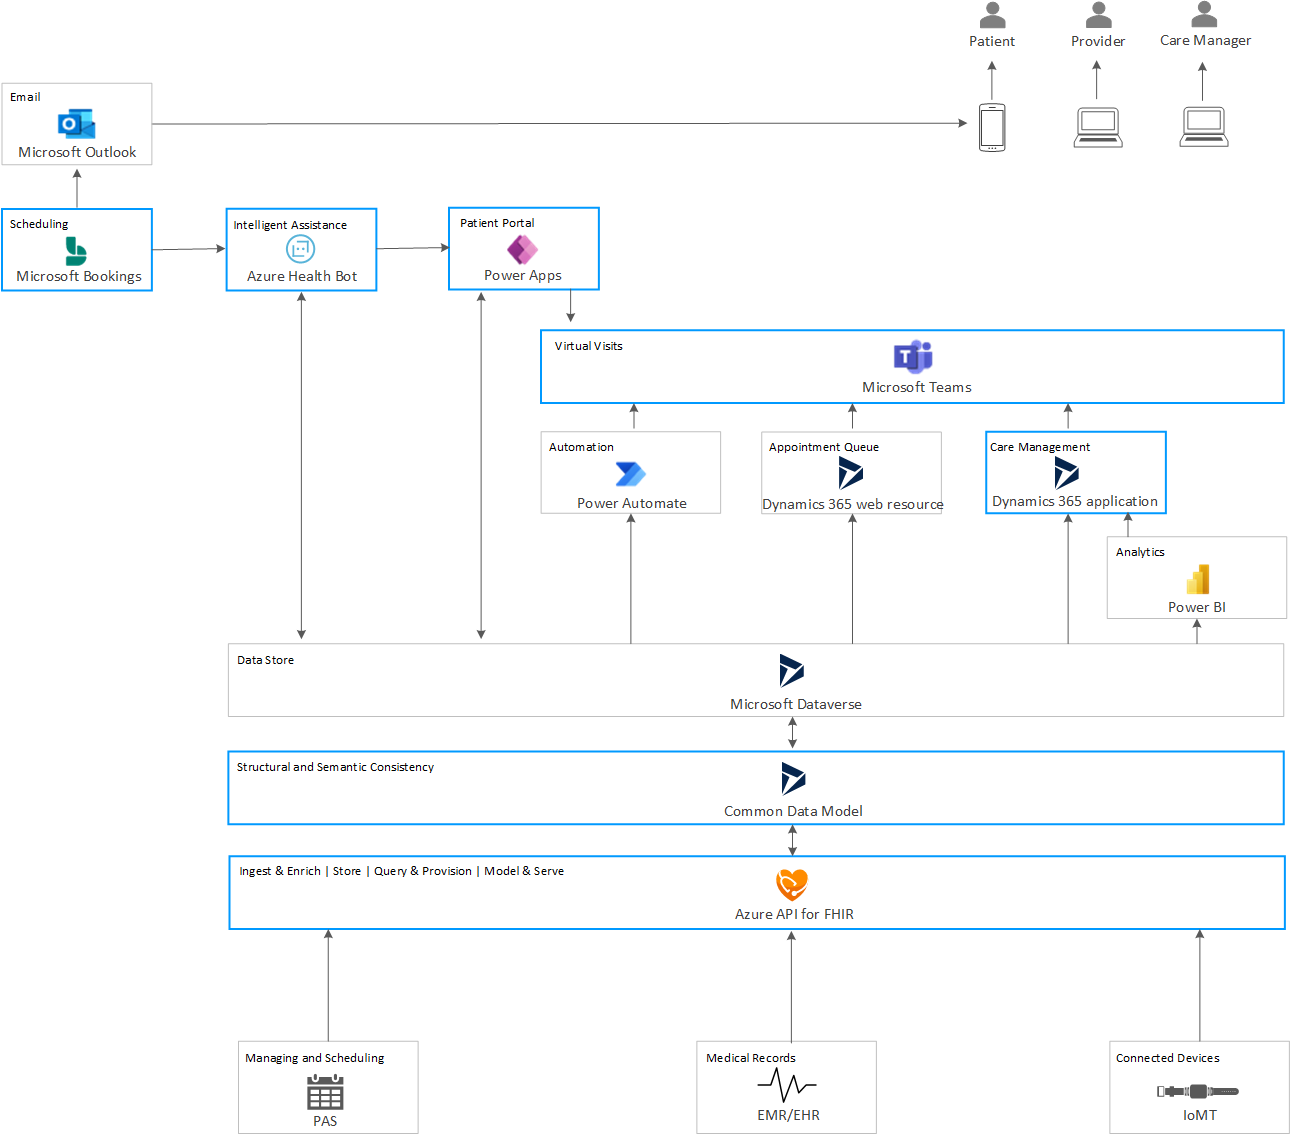 Patient
Provider
Care Manager
Email
Microsoft Outlook
Scheduling
Microsoft Bookings
Intelligent Assistance
Azure Health Bot
Patient Portal
Power Apps
Virtual Visits
Microsoft Teams
Automation
Power Automate
Appointment Queue
Dynamics 365 web resource
Care Management
Dynamics 365 application
Analytics
Power BI
Data Store
Microsoft Dataverse
Structural and Semantic Consistency
Common Data Model
Ingest & Enrich | Store | Query & Provision | Model & Serve
Azure API for FHIR
Managing and Scheduling
PAS
Medical Records
EMR/EHR
Connected Devices
IoMT